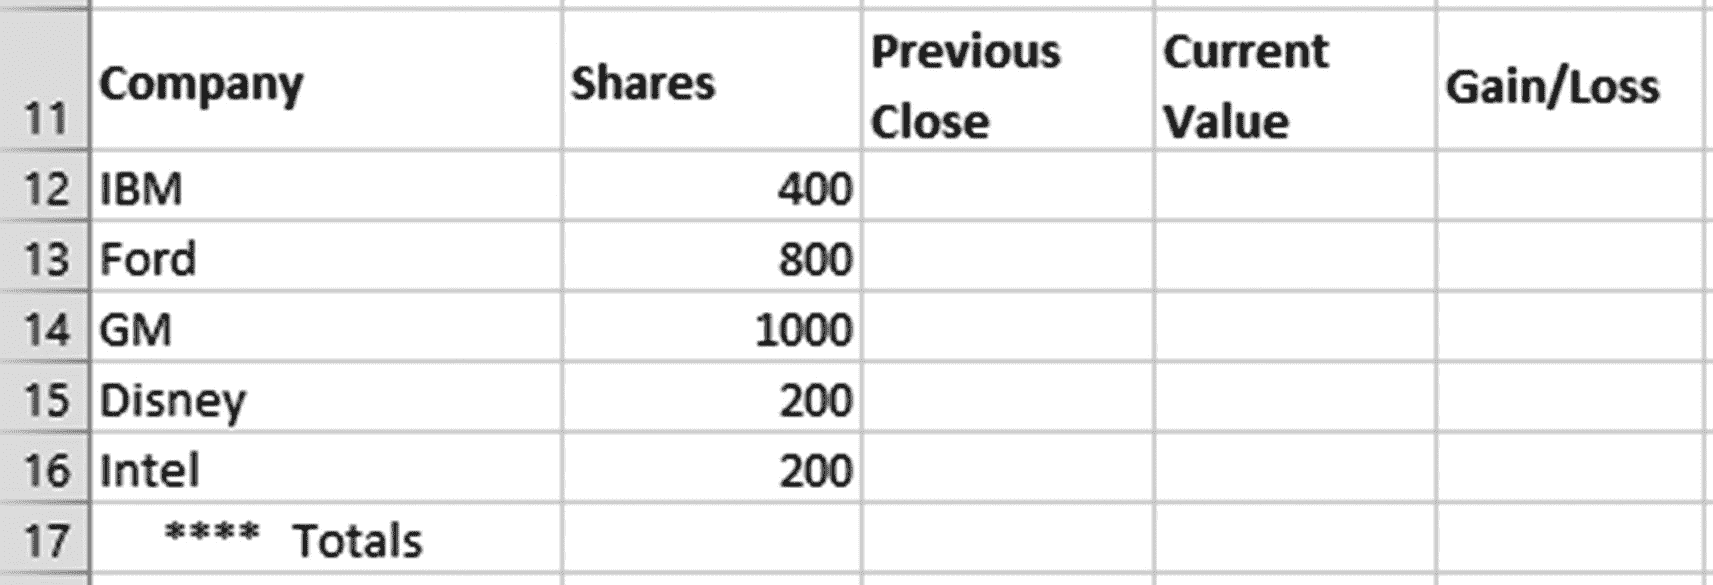 11 Company Shares Previous Close Current Value Gain/Loss
12 IBM 400
13 Ford 800
14 GM 1000
15 Disney 200
16 Intel 200
17 **** Totals